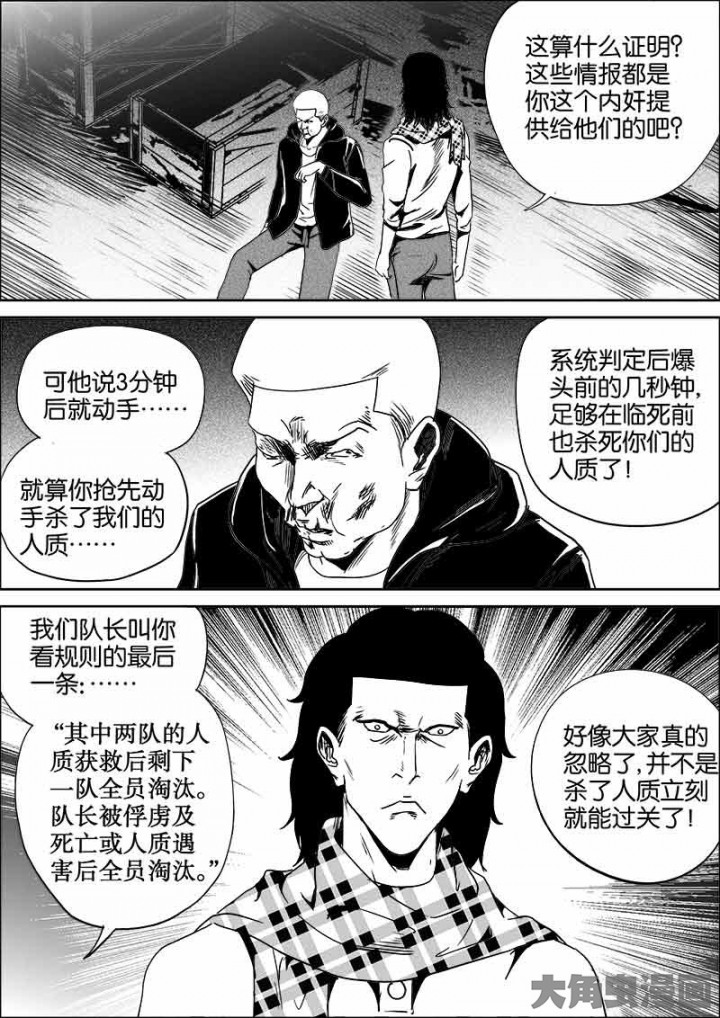 这算什么证明？
这些情报都是
你这个内奸提
供给他们的吧？
可他说3分钟
后就动手……
就算你抢先动
手杀了我们的
人质……
系统判定后爆
头前的几秒钟，
足够在临死前
也杀死你们的
人质了！
我们队长叫你
看规则的最后
一条：……
“其中两队的人
质获救后剩下
一队全员淘汰。
队长被俘虏及
死亡或人质遇
害后全员淘汰。”
好像大家真的
忽略了，并不是
杀了人质立刻
就能过关了！
大角虫漫画